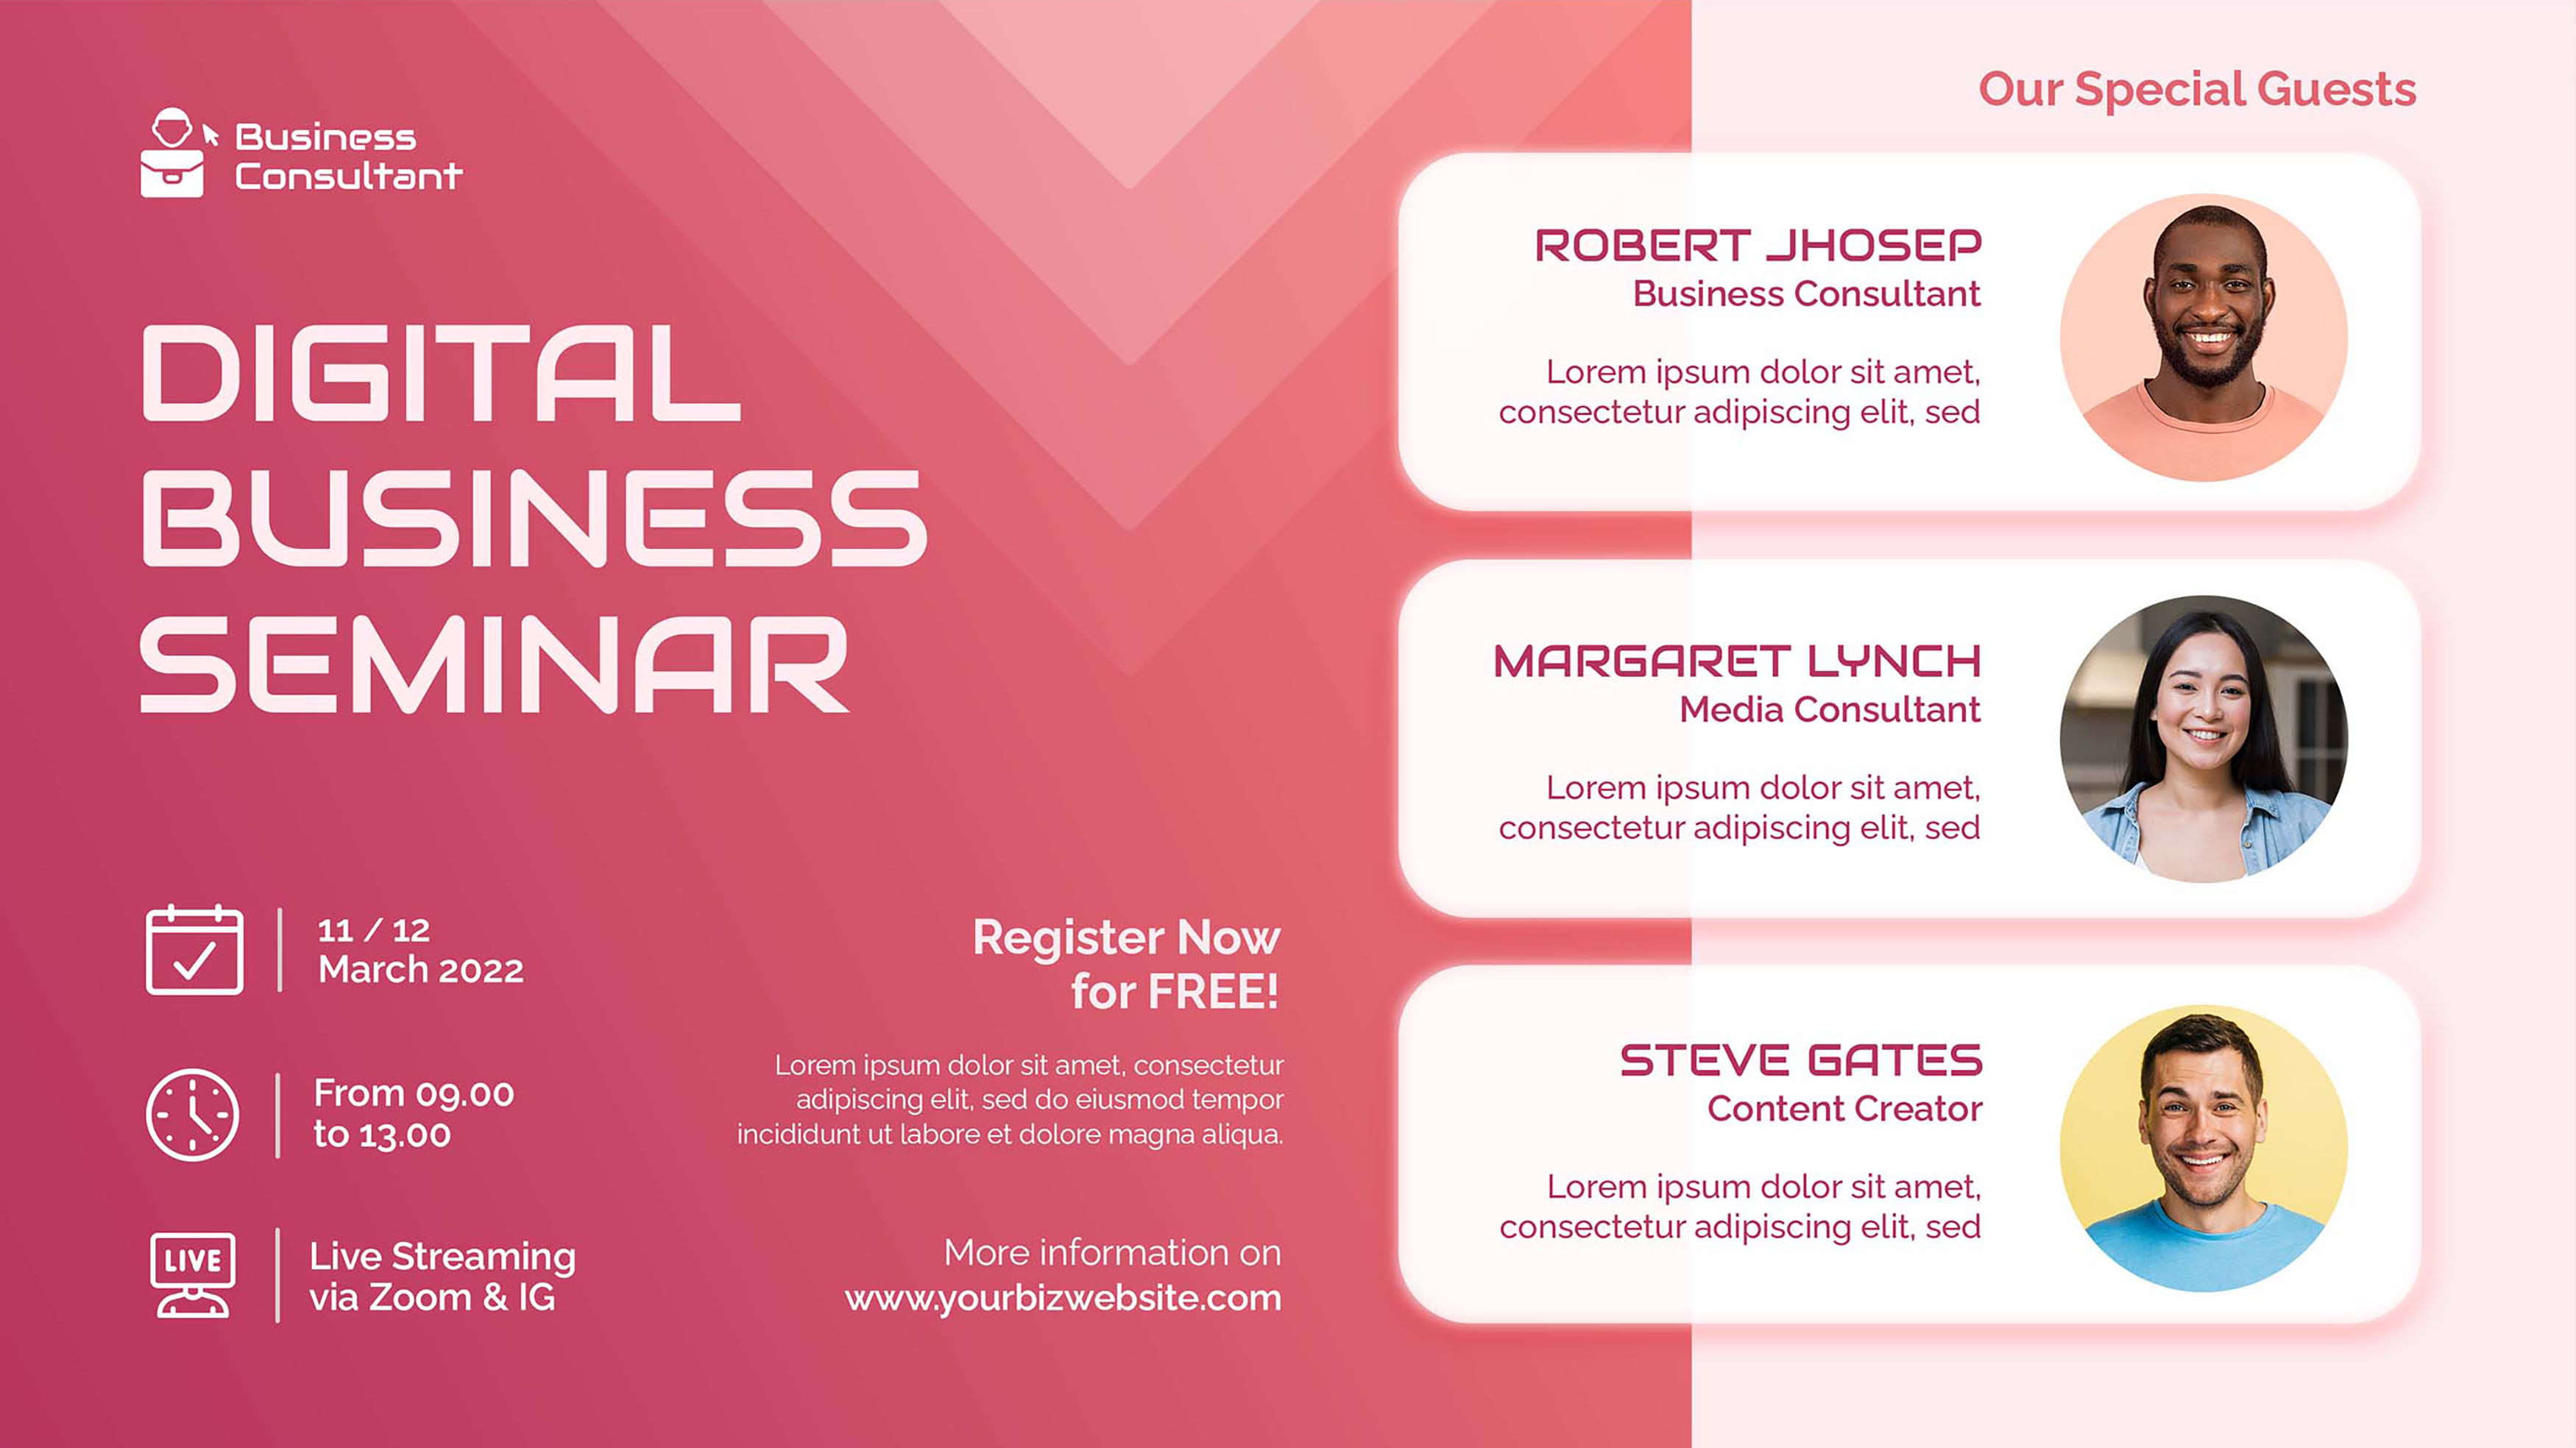 Business
Consultant
DIGITAL
BUSINESS
SEMINAR
11 / 12
March 2022
From 09.00
to 13.00
LIVE
Live Streaming
via Zoom & IG
Register Now
for FREE!
Lorem ipsum dolor sit amet, consectetur
adipiscing elit, sed do eiusmod tempor
incididunt ut labore et dolore magna aliqua.
More information on
www.yourbizwebsite.com
Our Special Guests
ROBERT JHOSEP
Business Consultant
Lorem ipsum dolor sit amet,
consectetur adipiscing elit, sed
MARGARET LYNCH
Media Consultant
Lorem ipsum dolor sit amet,
consectetur adipiscing elit, sed
STEVE GATES
Content Creator
Lorem ipsum dolor sit amet,
consectetur adipiscing elit, sed